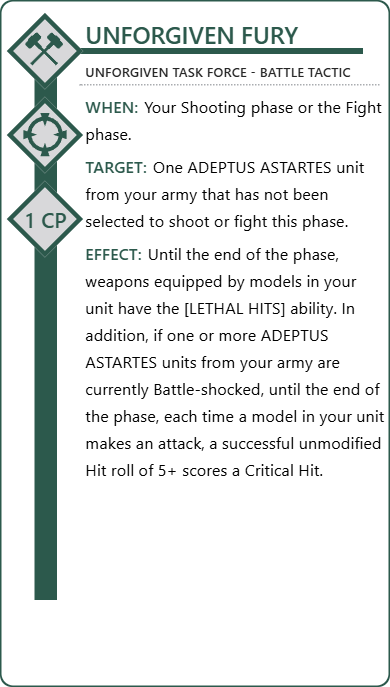 UNFORGIVEN FURY
UNFORGIVEN TASK FORCE - BATTLE TACTIC
WHEN: Your Shooting phase or the Fight
phase.
TARGET: One ADEPTUS ASTARTES unit
from your army that has not been
selected to shoot or fight this phase.
1 CP
EFFECT: Until the end of the phase,
weapons equipped by models in your
unit have the [LETHAL HITS] ability. In
addition, if one or more ADEPTUS
ASTARTES units from your army are
currently Battle-shocked, until the end of
the phase, each time a model in your unit
makes an attack, a successful unmodified
Hit roll of 5+ scores a Critical Hit.